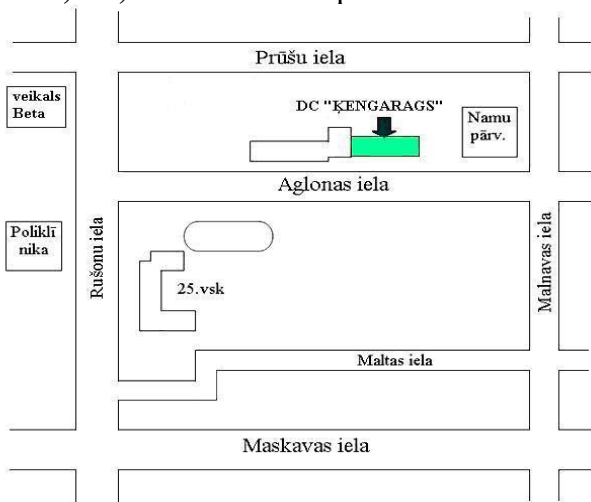 Prūšu iela
veikals
Beta
DC "ĶENGARAGS"
Namu
pārv.
Aglonas iela
Poliklī
nika
Rušonu iela
25.vsk
Malnavas iela
Maltas iela
Maskavas iela